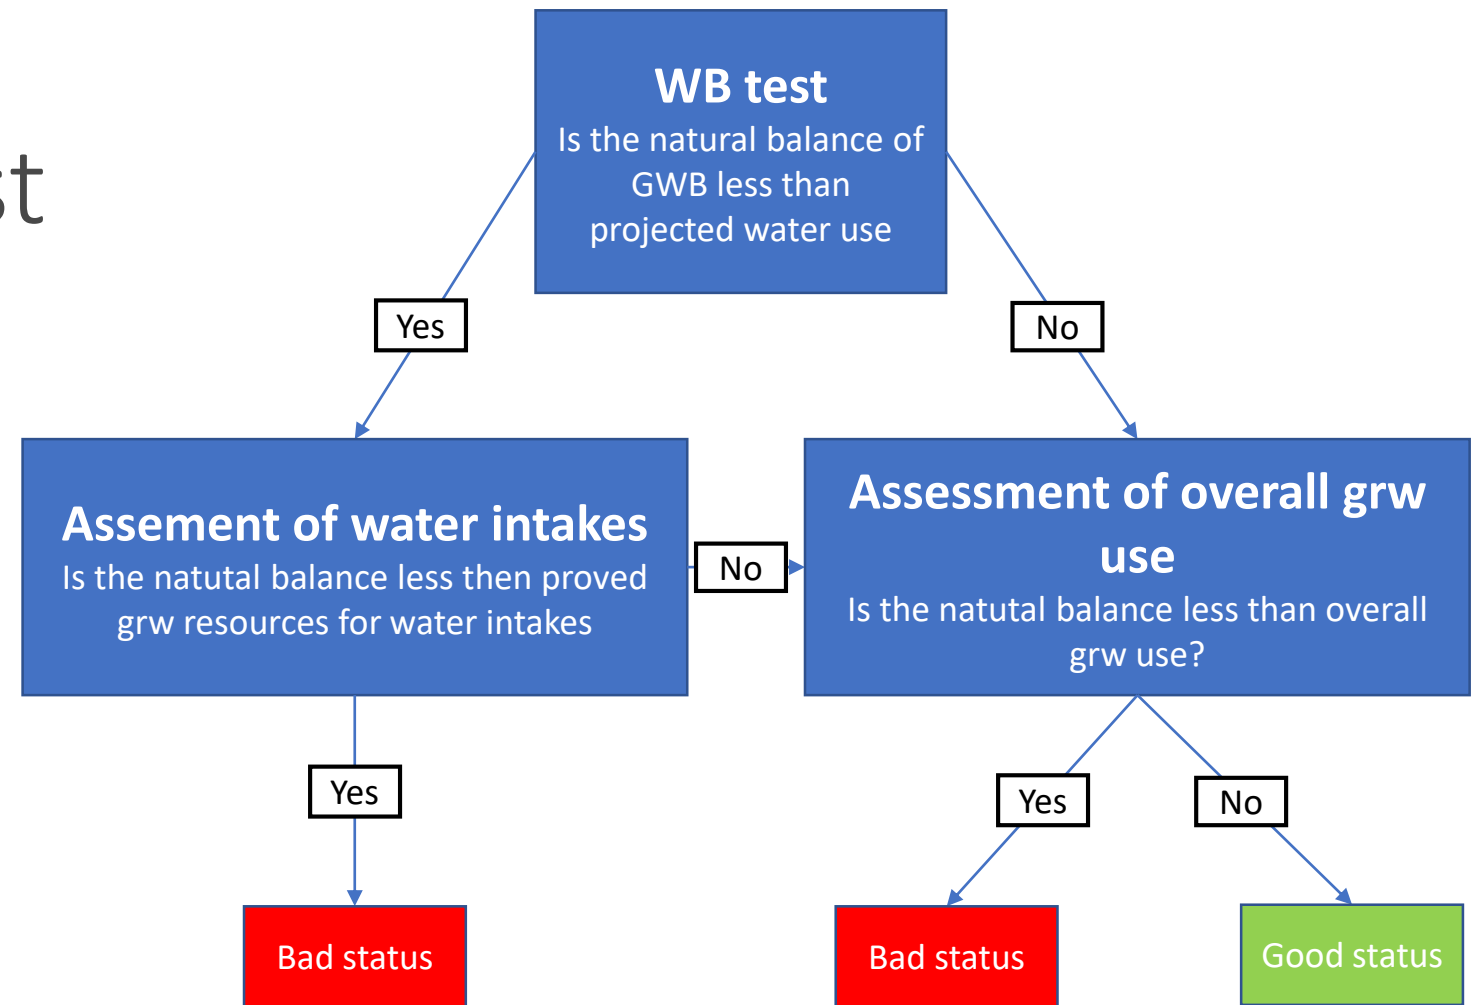 st
WB test
Is the natural balance of
GWB less than
projected water use
Yes
No
Assement of water intakes
Is the natutal balance less then proved
grw resources for water intakes
No
Assessment of overall grw
use
Is the natutal balance less than overall
grw use?
Yes
Yes
No
Bad status
Bad status
Good status